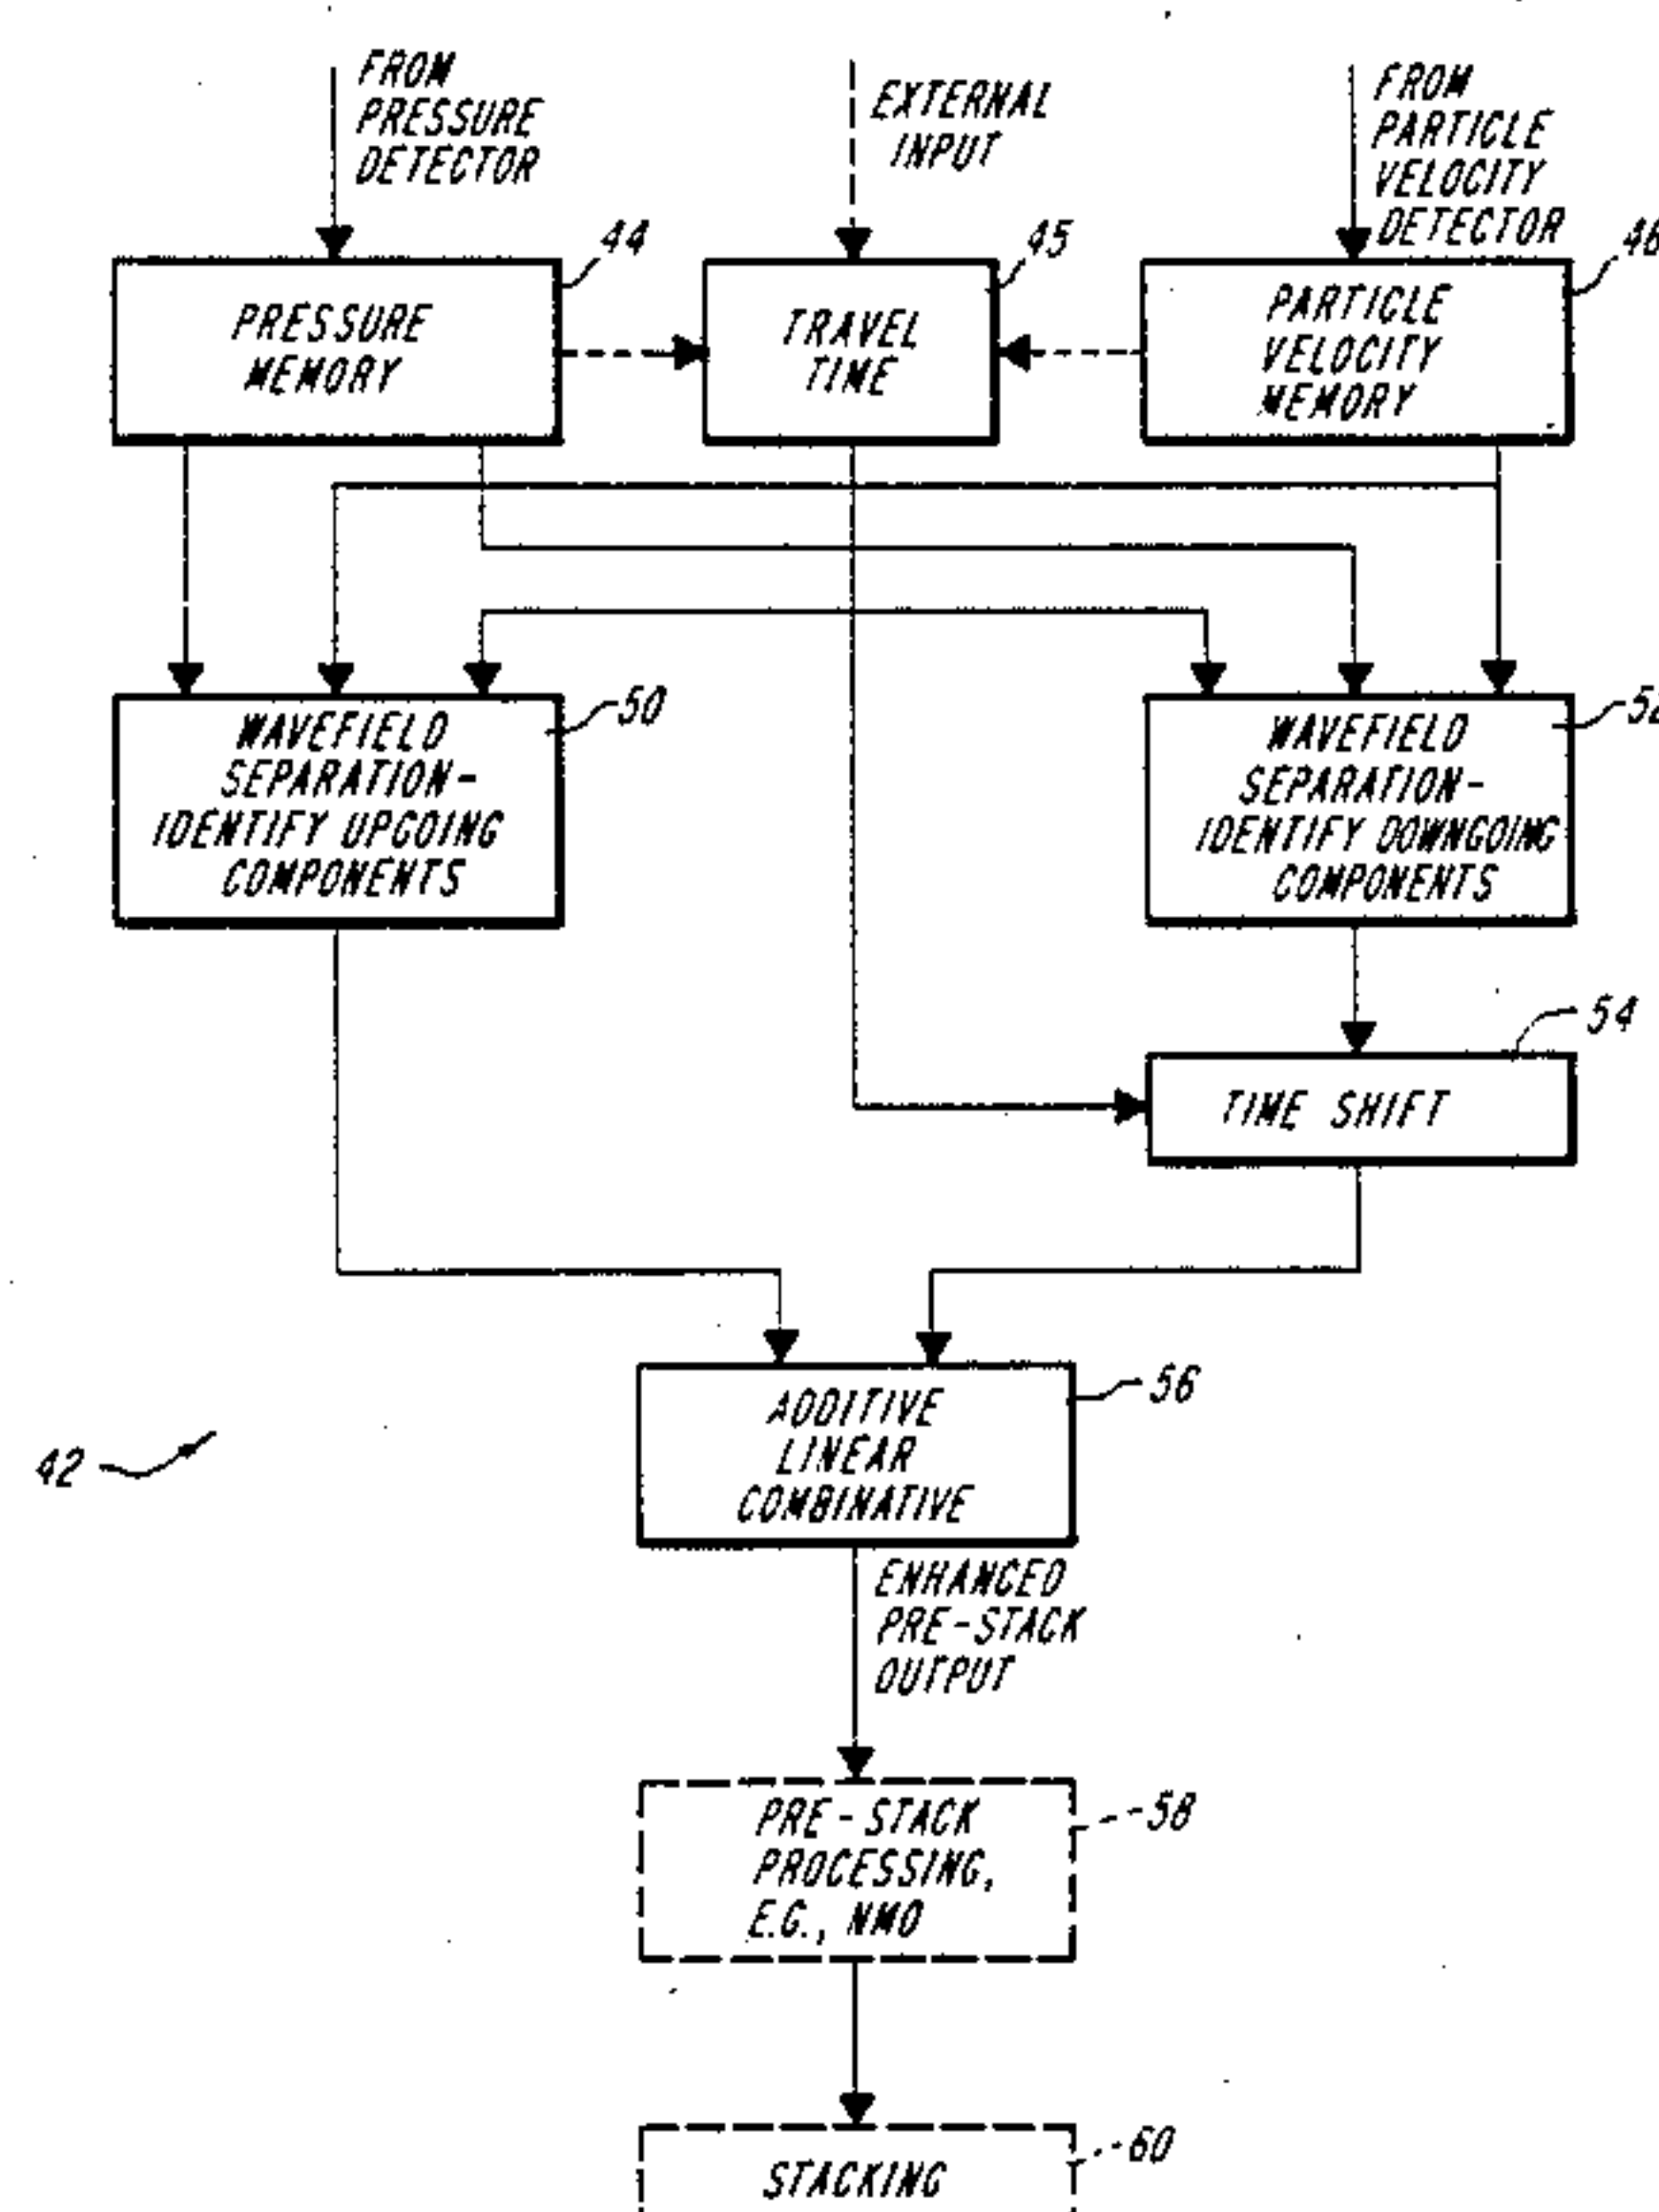 FROM
PRESSURE
DETECTOR
EXTERNAL
INPUT
FROM
PARTICLE
VELOCITY
DETECTOR
44
45
46
PRESSURE
MEMORY
TRAVEL
TIME
PARTICLE
VELOCITY
MEMORY
50
52
WAVEFIELD
SEPARATION-
IDENTIFY UPGOING
COMPONENTS
WAVEFIELD
SEPARATION-
IDENTIFY DOWNGOING
COMPONENTS
54
TIME SHIFT
56
ADDITIVE
LINEAR
COMBINATIVE
42
ENHANCED
PRE-STACK
OUTPUT
58
PRE-STACK
PROCESSING,
E.G., NMO
60
STACKING